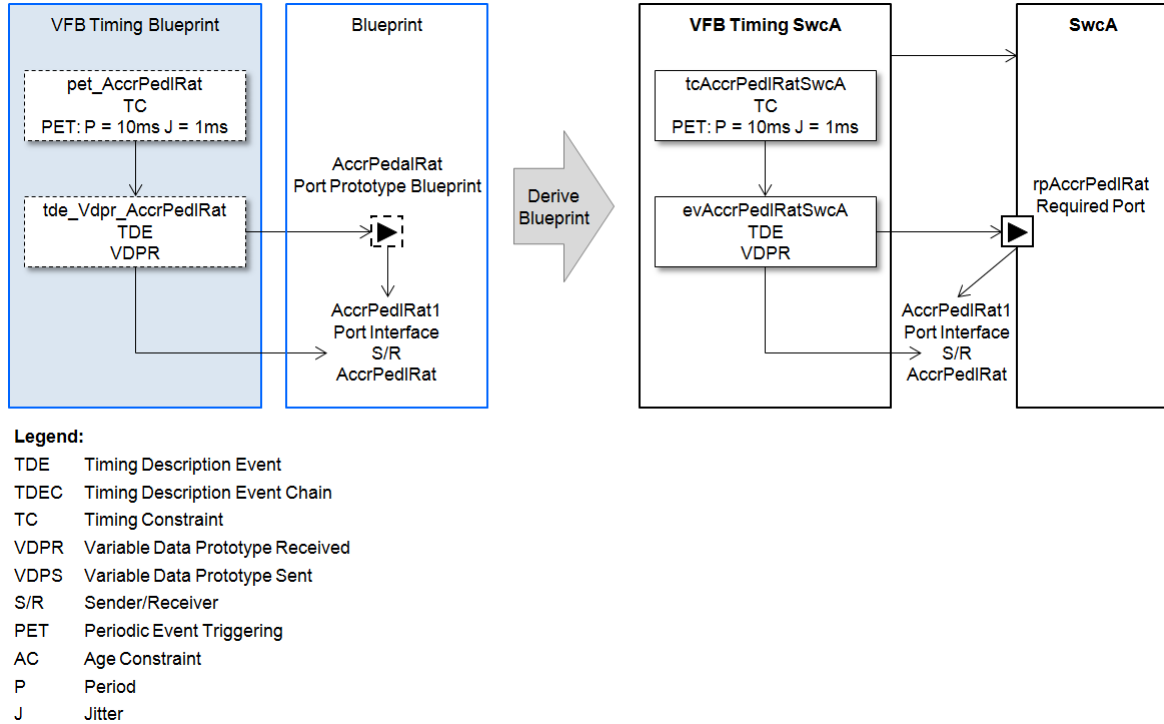 VFB Timing Blueprint
pet_AccrPedlRat
TC
PET: P = 10ms J = 1ms
tde_Vdpr_AccrPedlRat
TDE
VDPR
Blueprint
AccrPedalRat
Port Prototype Blueprint
AccrPedlRat1
Port Interface
S/R
AccrPedlRat
Derive
Blueprint
VFB Timing SwcA
tcAccrPedlRatSwcA
TC
PET: P = 10ms J = 1ms
evAccrPedlRatSwcA
TDE
VDPR
SwcA
rpAccrPedlRat
Required Port
AccrPedlRat1
Port Interface
S/R
AccrPedlRat
Legend:
TDE Timing Description Event
TDEC Timing Description Event Chain
TC Timing Constraint
VDPR Variable Data Prototype Received
VDPS Variable Data Prototype Sent
S/R Sender/Receiver
PET Periodic Event Triggering
AC Age Constraint
P Period
J Jitter